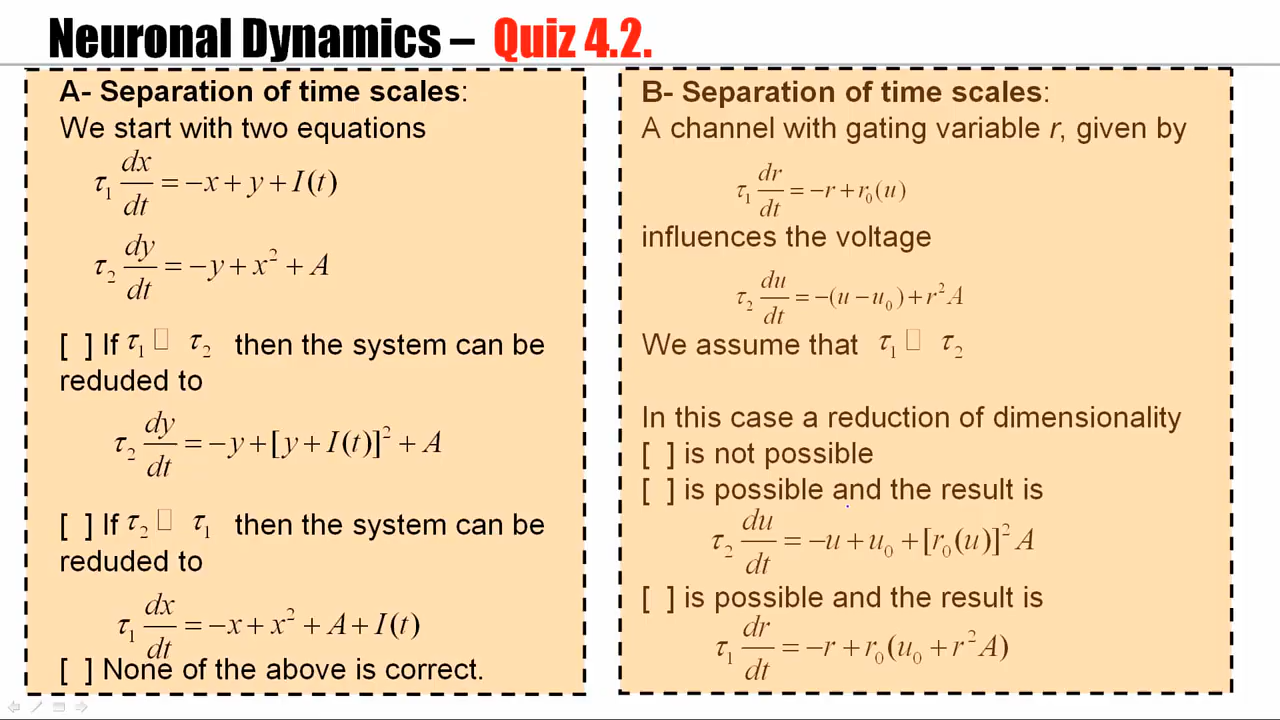 Neuronal Dynamics – Quiz 4.2.
A- Separation of time scales:
We start with two equations
τ₁ dx/dt = −x + y + I(t)
τ₂ dy/dt = −y + x² + A
[ ] If τ₁ □ τ₂ then the system can be
reduded to
τ₂ dy/dt = −y + [y + I(t)]² + A
[ ] If τ₂ □ τ₁ then the system can be
reduded to
τ₁ dx/dt = −x + x² + A + I(t)
[ ] None of the above is correct.
B- Separation of time scales:
A channel with gating variable r, given by
τ₁ dr/dt = −r + r₀(u)
influences the voltage
τ₂ du/dt = −(u − u₀) + r² A
We assume that τ₁ □ τ₂
In this case a reduction of dimensionality
[ ] is not possible
[ ] is possible and the result is
τ₂ du/dt = −u + u₀ + [r₀(u)]² A
[ ] is possible and the result is
τ₁ dr/dt = −r + r₀(u₀ + r² A)